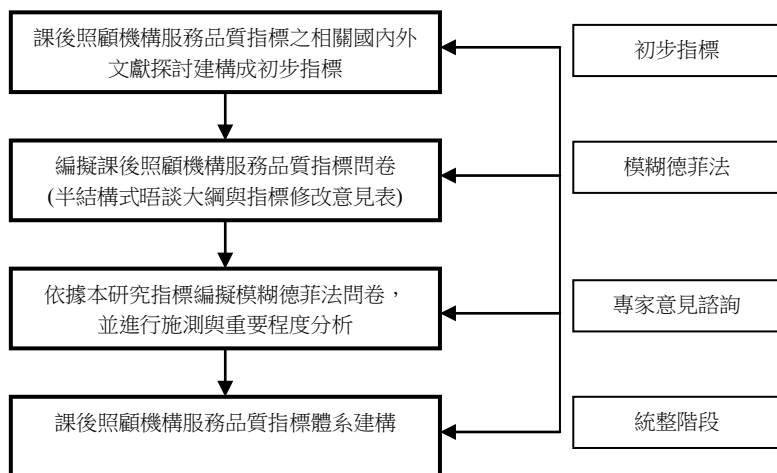 課後照顧機構服務品質指標之相關國內外
文獻探討建構成初步指標
初步指標
編擬課後照顧機構服務品質指標問卷
(半結構式晤談大綱與指標修改意見表)
模糊德菲法
依據本研究指標編擬模糊德菲法問卷，
並進行施測與重要程度分析
專家意見諮詢
課後照顧機構服務品質指標體系建構
統整階段